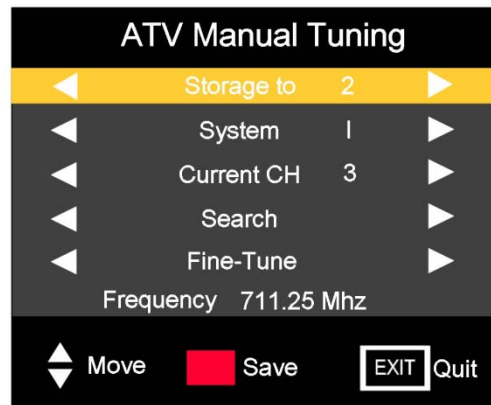 ATV Manual Tuning
Storage to 2
System I
Current CH 3
Search
Fine-Tune
Frequency 711.25 Mhz
Move Save EXIT Quit